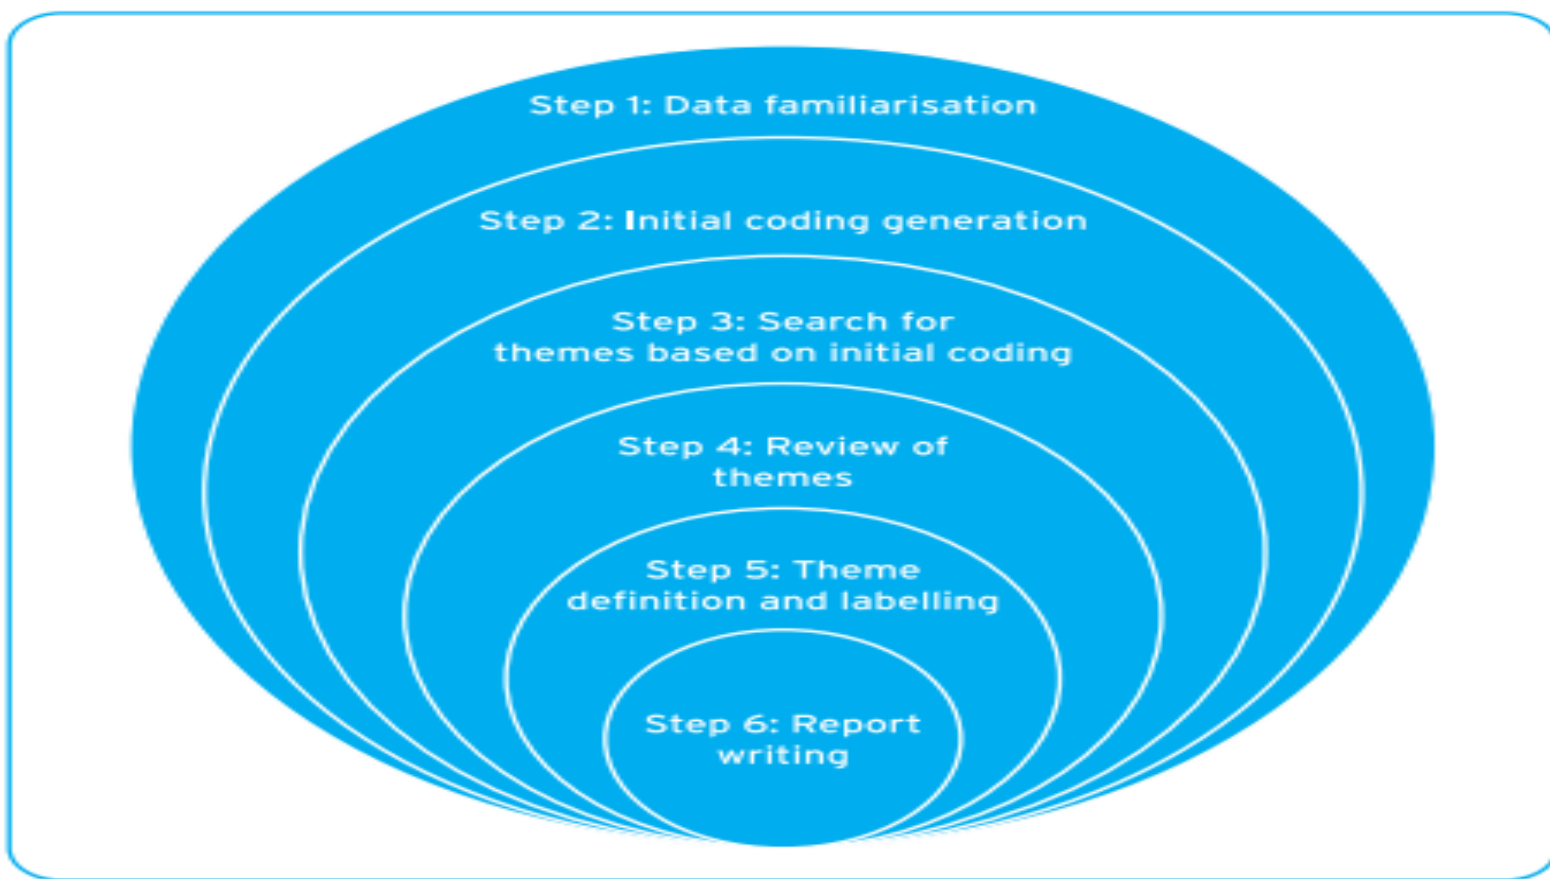 Step 1: Data familiarisation
Step 2: Initial coding generation
Step 3: Search for
themes based on initial coding
Step 4: Review of
themes
Step 5: Theme
definition and labelling
Step 6: Report
writing